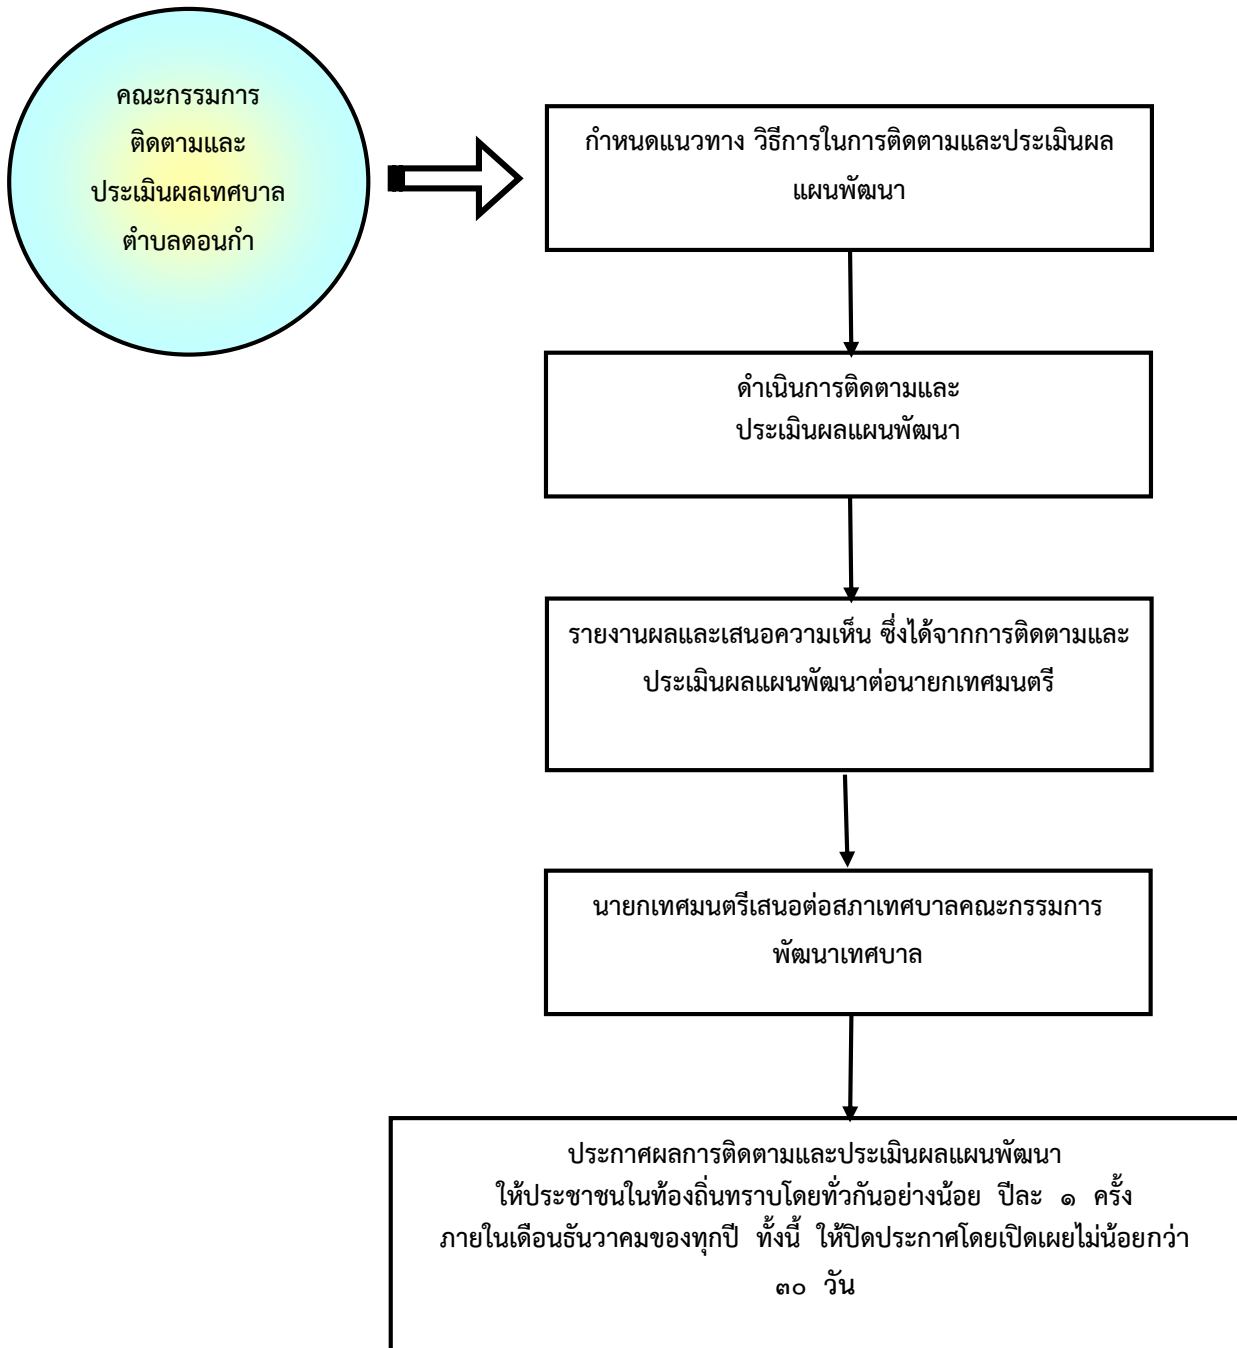 คณะกรรมการ
ติดตามและ
ประเมินผลเทศบาล
ตำบลดอนกำ
กำหนดแนวทาง วิธีการในการติดตามและประเมินผล
แผนพัฒนา
ดำเนินการติดตามและ
ประเมินผลแผนพัฒนา
รายงานผลและเสนอความเห็น ซึ่งได้จากการติดตามและ
ประเมินผลแผนพัฒนาต่อนายกเทศมนตรี
นายกเทศมนตรีเสนอต่อสภาเทศบาลคณะกรรมการ
พัฒนาเทศบาล
ประกาศผลการติดตามและประเมินผลแผนพัฒนา
ให้ประชาชนในท้องถิ่นทราบโดยทั่วกันอย่างน้อย ปีละ ๑ ครั้ง
ภายในเดือนธันวาคมของทุกปี ทั้งนี้ ให้ปิดประกาศโดยเปิดเผยไม่น้อยกว่า
๓๐ วัน